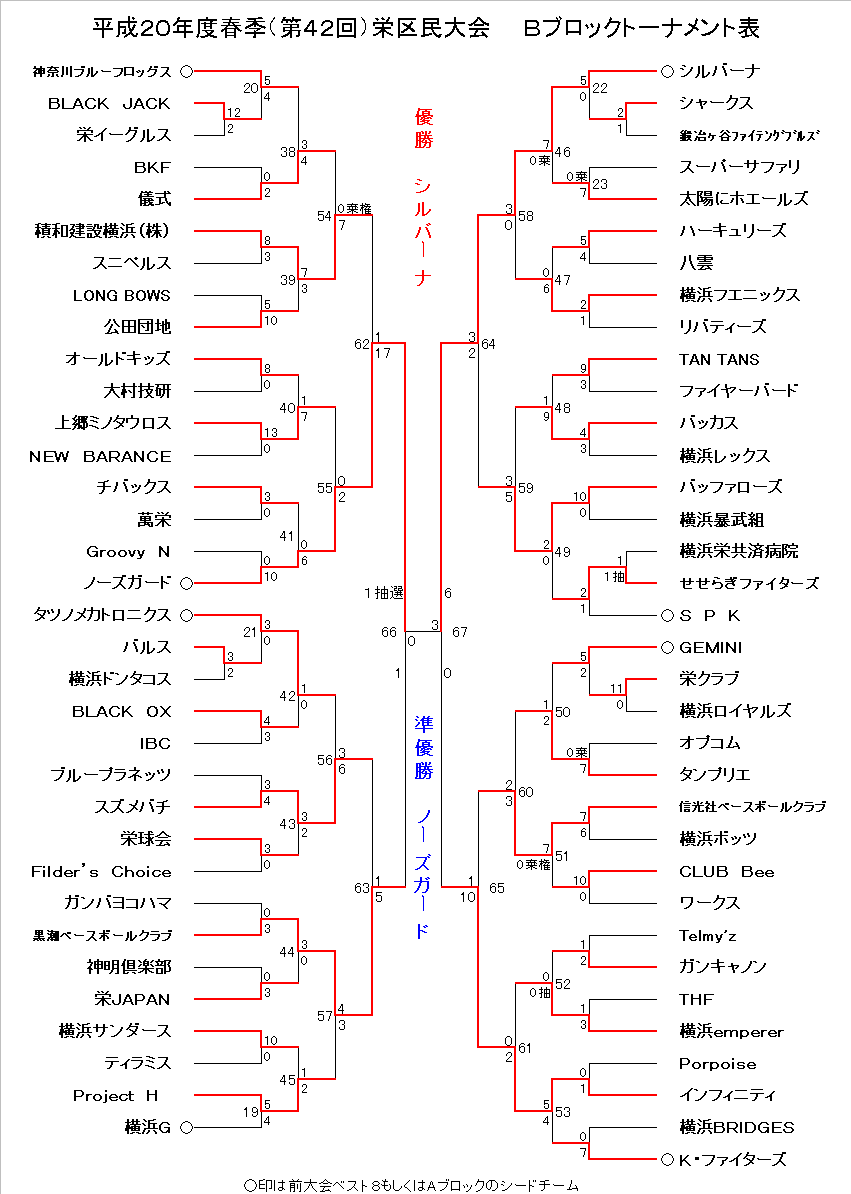 平成20年度春季(第42回)栄区民大会　Bブロックトーナメント表
神奈川ブルーフロッグス ○
BLACK JACK
栄イーグルス
BKF
儀式
積和建設横浜(株)
スニベルス
LONG BOWS
公田団地
オールドキッズ
大村技研
上郷ミノタウロス
NEW BARANCE
チバックス
萬栄
Groovy N
ノーズガード ○
タツノメカトロニクス ○
バルス
横浜ドンタコス
BLACK OX
IBC
ブループラネッツ
スズメバチ
栄球会
Filder's Choice
ガンバヨコハマ
黒潮ベースボールクラブ
神明倶楽部
栄JAPAN
横浜サンダース
ティラミス
Project H
横浜G ○
20 5 4
12 2
38 3 4
0 2
54 0棄権 7
8 3
39 7 3
5 10
62 1 17
8 0
40 1 7
13 0
55 0 2
3 0
41 0 6
0 10
1抽選
66
1
21 3 0
3 2
42 1 0
4 3
56 3 6
3 4
43 3 2
3 0
63 1 5
0 3
44 3 0
0 3
57 4 3
10 0
45 1 2
19 5 4
優勝　シルバーナ
準優勝　ノーズガード
3
0
6
67
0
5 0 22
2 1
7 0棄 46
0棄 7 23
3 0 58
5 4
0 6 47
2 1
3 2 64
9 3
1 9 48
4 3
3 5 59
10 0
2 0 49
1 1抽
2 1
5 2
11 0
1 2 50
0棄 7
2 3 60
7 6
7 0棄権 51
10 0
1 10 65
1 2
0 0抽 52
1 3
0 2 61
0 1
5 4 53
0 7
○ シルバーナ
シャークス
鍛冶ヶ谷ファイテングブルズ
スーパーサファリ
太陽にホエールズ
ハーキュリーズ
八雲
横浜フエニックス
リバティーズ
TAN TANS
ファイヤーバード
バッカス
横浜レックス
バッファローズ
横浜暴武組
横浜栄共済病院
せせらぎファイターズ
○ S P K
○ GEMINI
栄クラブ
横浜ロイヤルズ
オプコム
タンプリエ
信光社ベースボールクラブ
横浜ボッツ
CLUB Bee
ワークス
Telmy'z
ガンキャノン
THF
横浜emperer
Porpoise
インフィニティ
横浜BRIDGES
○ K・ファイターズ
○印は前大会ベスト8もしくはAブロックのシードチーム